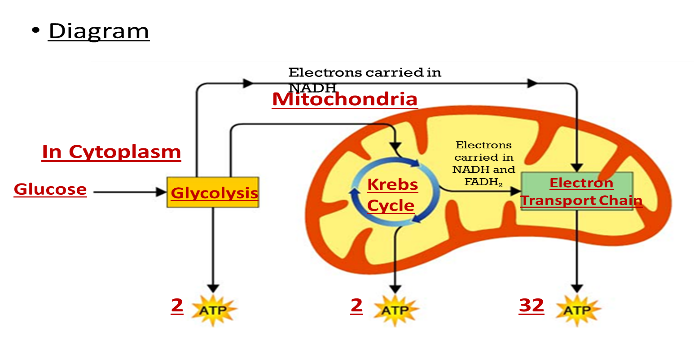 • Diagram
Electrons carried in
NADH
Mitochondria
In Cytoplasm
Electrons
carried in
NADH and
FADH₂
Glucose
Glycolysis
Krebs
Cycle
Electron
Transport Chain
2
ATP
2
ATP
32
ATP